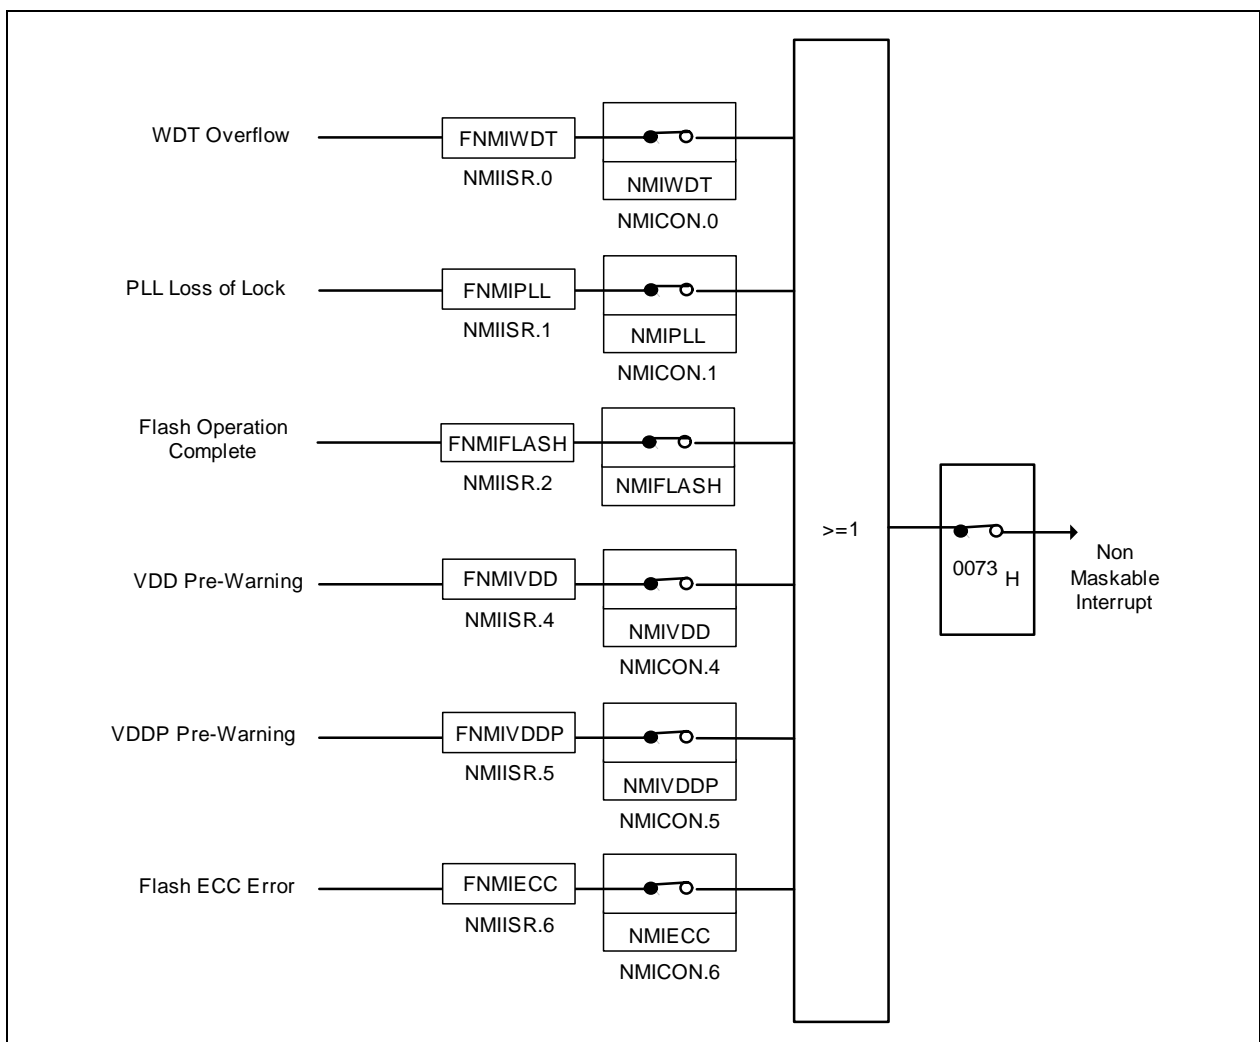 WDT Overflow
FNMIWDT
NMIISR.0
NMIWDT
NMICON.0
PLL Loss of Lock
FNMIPLL
NMIISR.1
NMIPLL
NMICON.1
Flash Operation
Complete
FNMIFLASH
NMIISR.2
NMIFLASH
VDD Pre-Warning
FNMIVDD
NMIISR.4
NMIVDD
NMICON.4
VDDP Pre-Warning
FNMIVDDP
NMIISR.5
NMIVDDP
NMICON.5
Flash ECC Error
FNMIECC
NMIISR.6
NMIECC
NMICON.6
>=1
0073 H
Non
Maskable
Interrupt